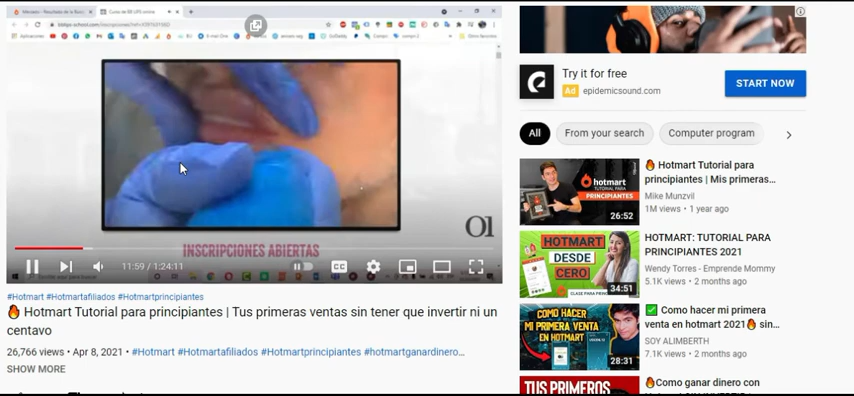 Ol
INSCRIPCIONES ABIERTAS
11:59 / 1:24:11
CC
#Hotmart #Hotmartafiliados #Hotmartprincipiantes
🔥 Hotmart Tutorial para principiantes | Tus primeras ventas sin tener que invertir ni un
centavo
26,766 views • Apr 8, 2021 • #Hotmart #Hotmartafiliados #Hotmartprincipiantes #hotmartganardinero...
SHOW MORE
Try it for free
Ad epidemicsound.com
START NOW
All
From your search
Computer program
hotmart
TUTORIAL PARA
PRINCIPIANTES
26:52
🔥 Hotmart Tutorial para
principiantes | Mis primeras...
Mike Munzvil
1M views • 1 year ago
HOTMART
DESDE
CERO
34:51
HOTMART: TUTORIAL PARA
PRINCIPIANTES 2021
Wendy Torres - Emprende Mommy
5.1K views • 2 months ago
COMO HACER
MI PRIMERA VENTA
EN HOTMART
28:31
✅ Como hacer mi primera
venta en hotmart 2021🔥 sin...
SOY ALIMBERTH
7.1K views • 2 months ago
TUS PRIMEROS
🔥Como ganar dinero con